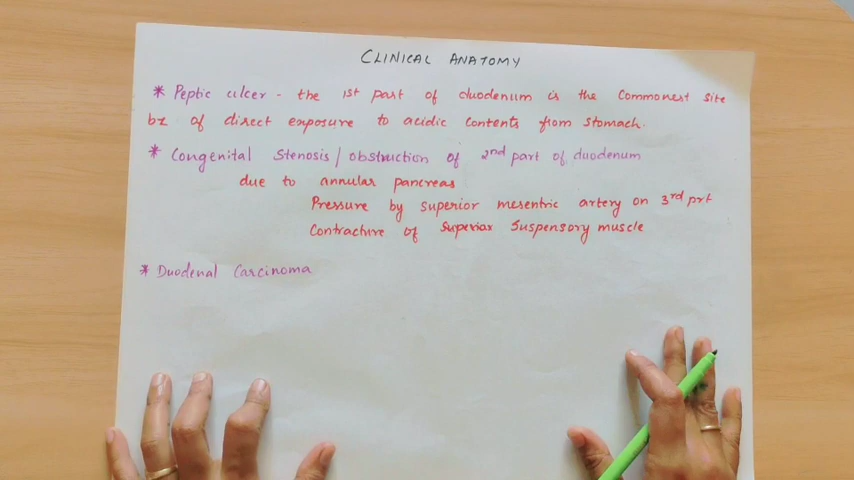 CLINICAL ANATOMY
* Peptic ulcer - the 1st part of duodenum is the Commonest site
bz of direct exposure to acidic contents from stomach.
* Congenital Stenosis/obstruction of 2nd part of duodenum
due to annular pancreas
Pressure by superior mesentric artery on 3rd prt
Contracture of Superior Suspensory muscle
* Duodenal Carcinoma